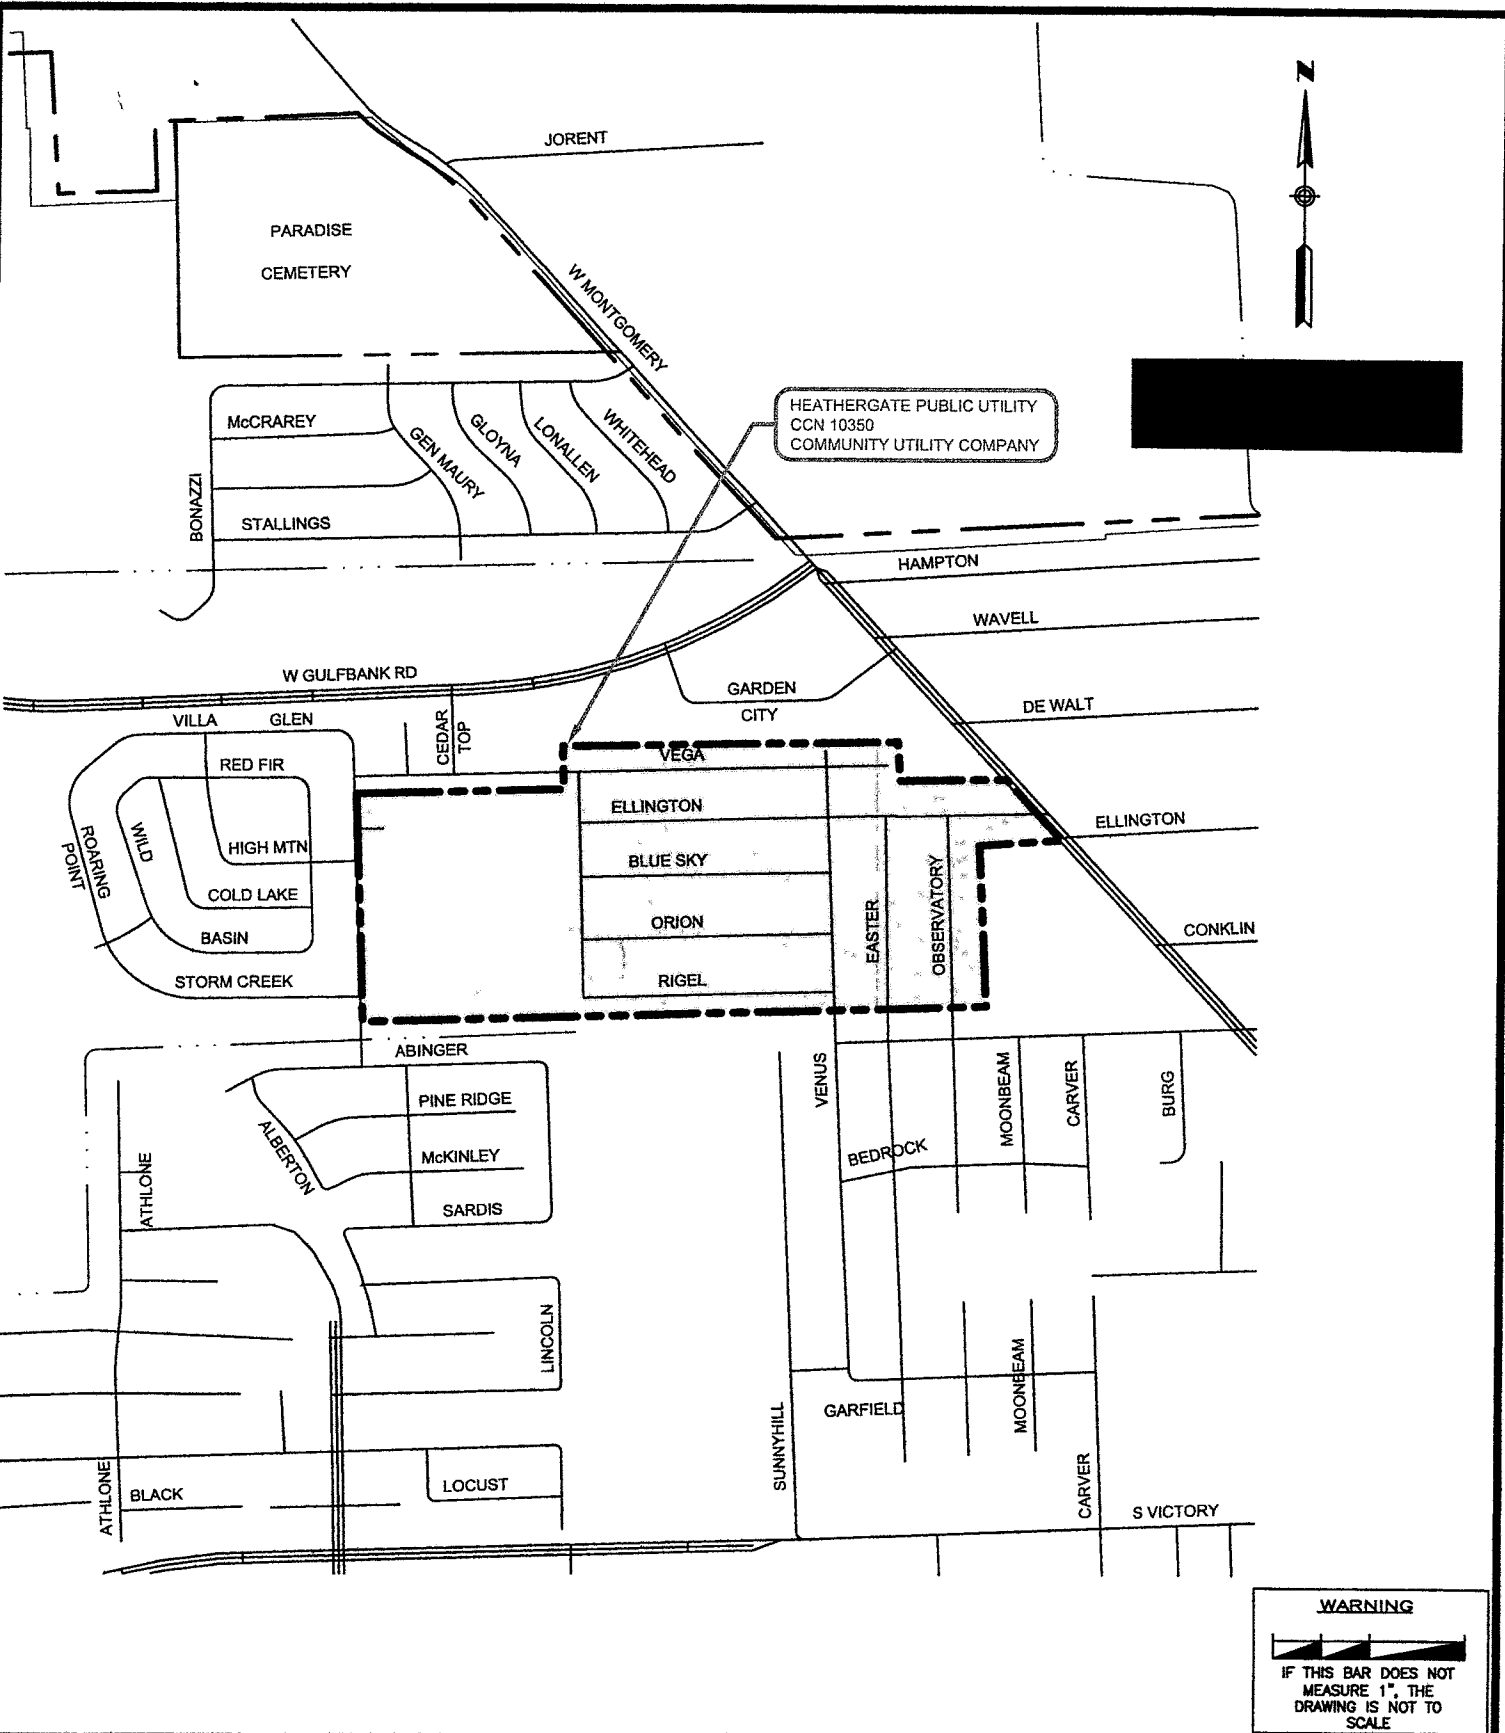 N
JORENT
PARADISE
CEMETERY
W MONTGOMERY
HEATHERGATE PUBLIC UTILITY
CCN 10350
COMMUNITY UTILITY COMPANY
McCRAREY
GEN MAURY
GLOYNA
LONALLEN
WHITEHEAD
BONAZZI
STALLINGS
HAMPTON
WAVELL
W GULFBANK RD
GARDEN
CITY
DE WALT
VILLA GLEN
CEDAR
TOP
RED FIR
VEGA
ELLINGTON
ELLINGTON
ROARING
POINT
WILD
HIGH MTN
BLUE SKY
COLD LAKE
EASTER
OBSERVATORY
ORION
CONKLIN
BASIN
STORM CREEK
RIGEL
ABINGER
VENUS
MOONBEAM
CARVER
BURG
PINE RIDGE
ALBERTON
McKINLEY
BEDROCK
ATHLONE
SARDIS
LINCOLN
MOONBEAM
GARFIELD
SUNNYHILL
ATHLONE
BLACK
LOCUST
CARVER
S VICTORY
WARNING
IF THIS BAR DOES NOT
MEASURE 1", THE
DRAWING IS NOT TO
SCALE